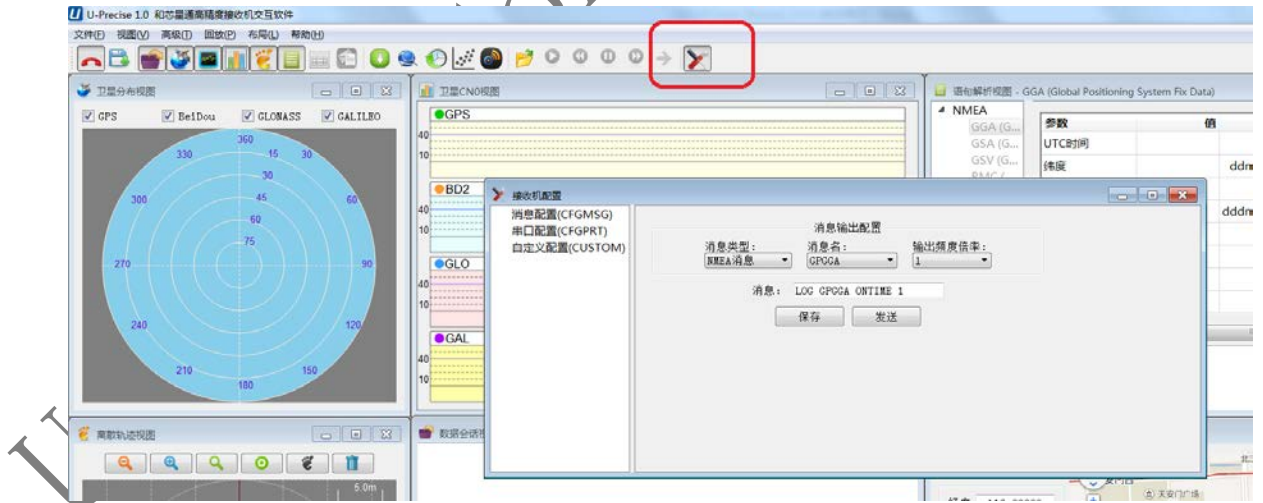 U-Precise 1.0 和芯星通高精度接收机交互软件
文件(F) 视图(V) 高级(T) 回放(P) 布局(L) 帮助(H)
卫星分布视图
GPS BeiDou GLONASS GALILEO
360
330 15 30
30
300 45 60
60
75
270 90
240 120
210 150
180
卫星CN0视图
GPS
40
10
BD2
40
10
GLO
40
10
GAL
40
10
语句解析视图 - GGA (Global Positioning System Fix Data)
NMEA
GGA (G...
GSA (G...
GSV (G...
RMC (
参数 值
UTC时间
纬度 ddm
dddm
接收机配置
消息配置(CFGMSG)
串口配置(CFGPRT)
自定义配置(CUSTOM)
消息输出配置
消息类型: 消息名: 输出频度倍率:
NMEA消息 GPGGA 1
消息: LOG GPGGA ONTIME 1
保存 发送
离散轨迹视图
5.0m
数据会话视
天安门广场